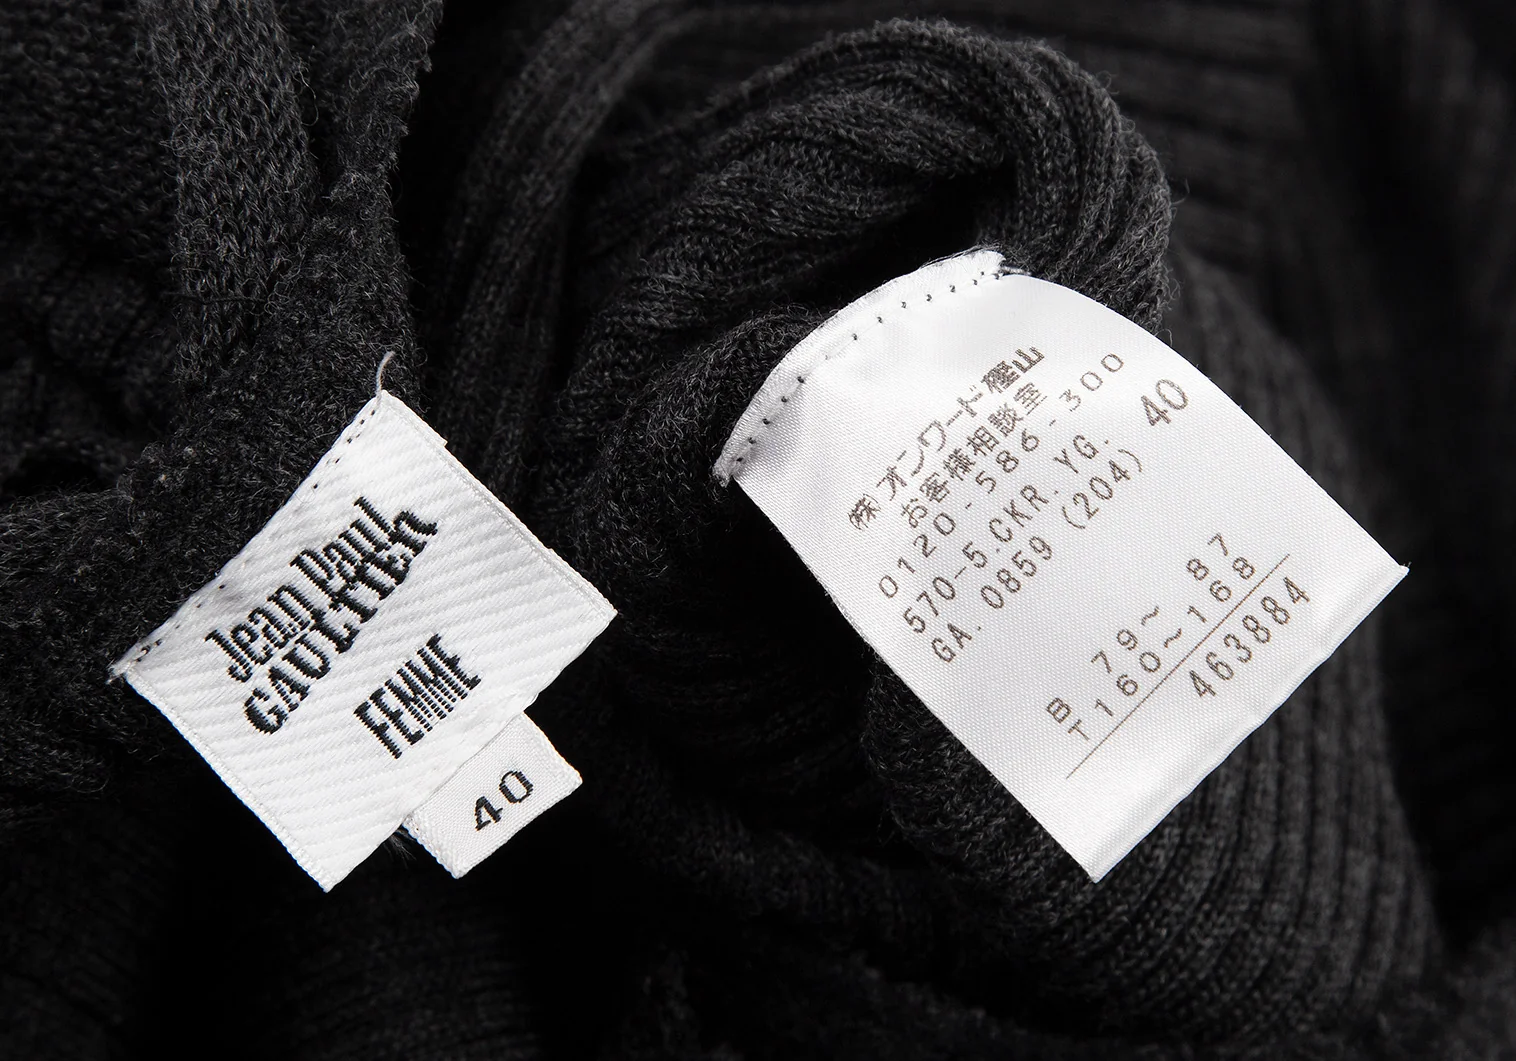 Jean Paul
GAULTIER
FEMME
40
㈱オンワード樫山
お客様相談室
0120-586-300
570-5.CKR.YG. 40
GA. 0859 (204)
B 79~ 87
T160~168
463884